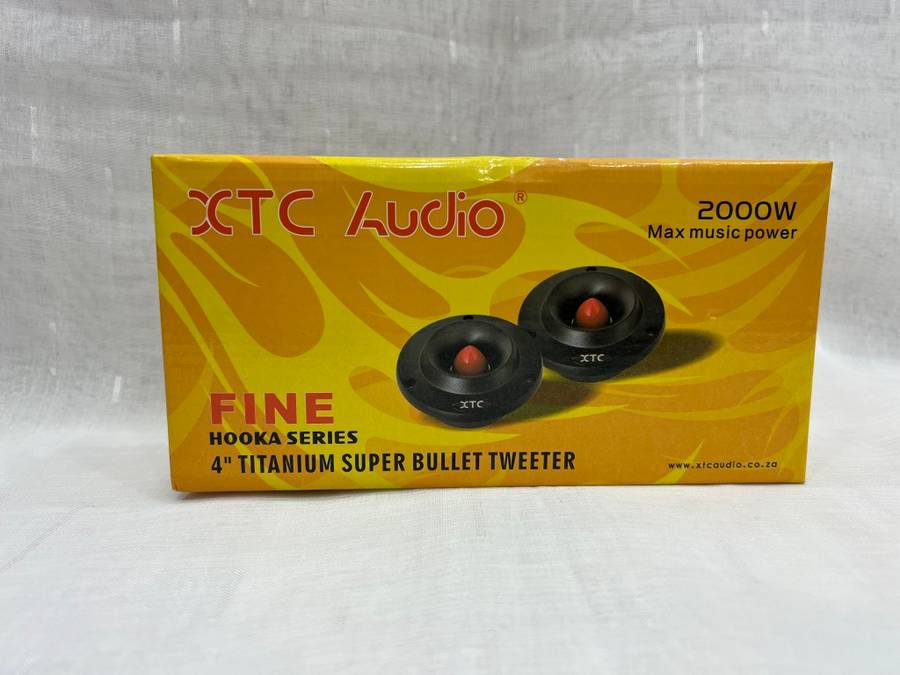 XTC Audio®
2000W
Max music power
XTC
XTC
FINE
HOOKA SERIES
4" TITANIUM SUPER BULLET TWEETER
www.xtcaudio.co.za